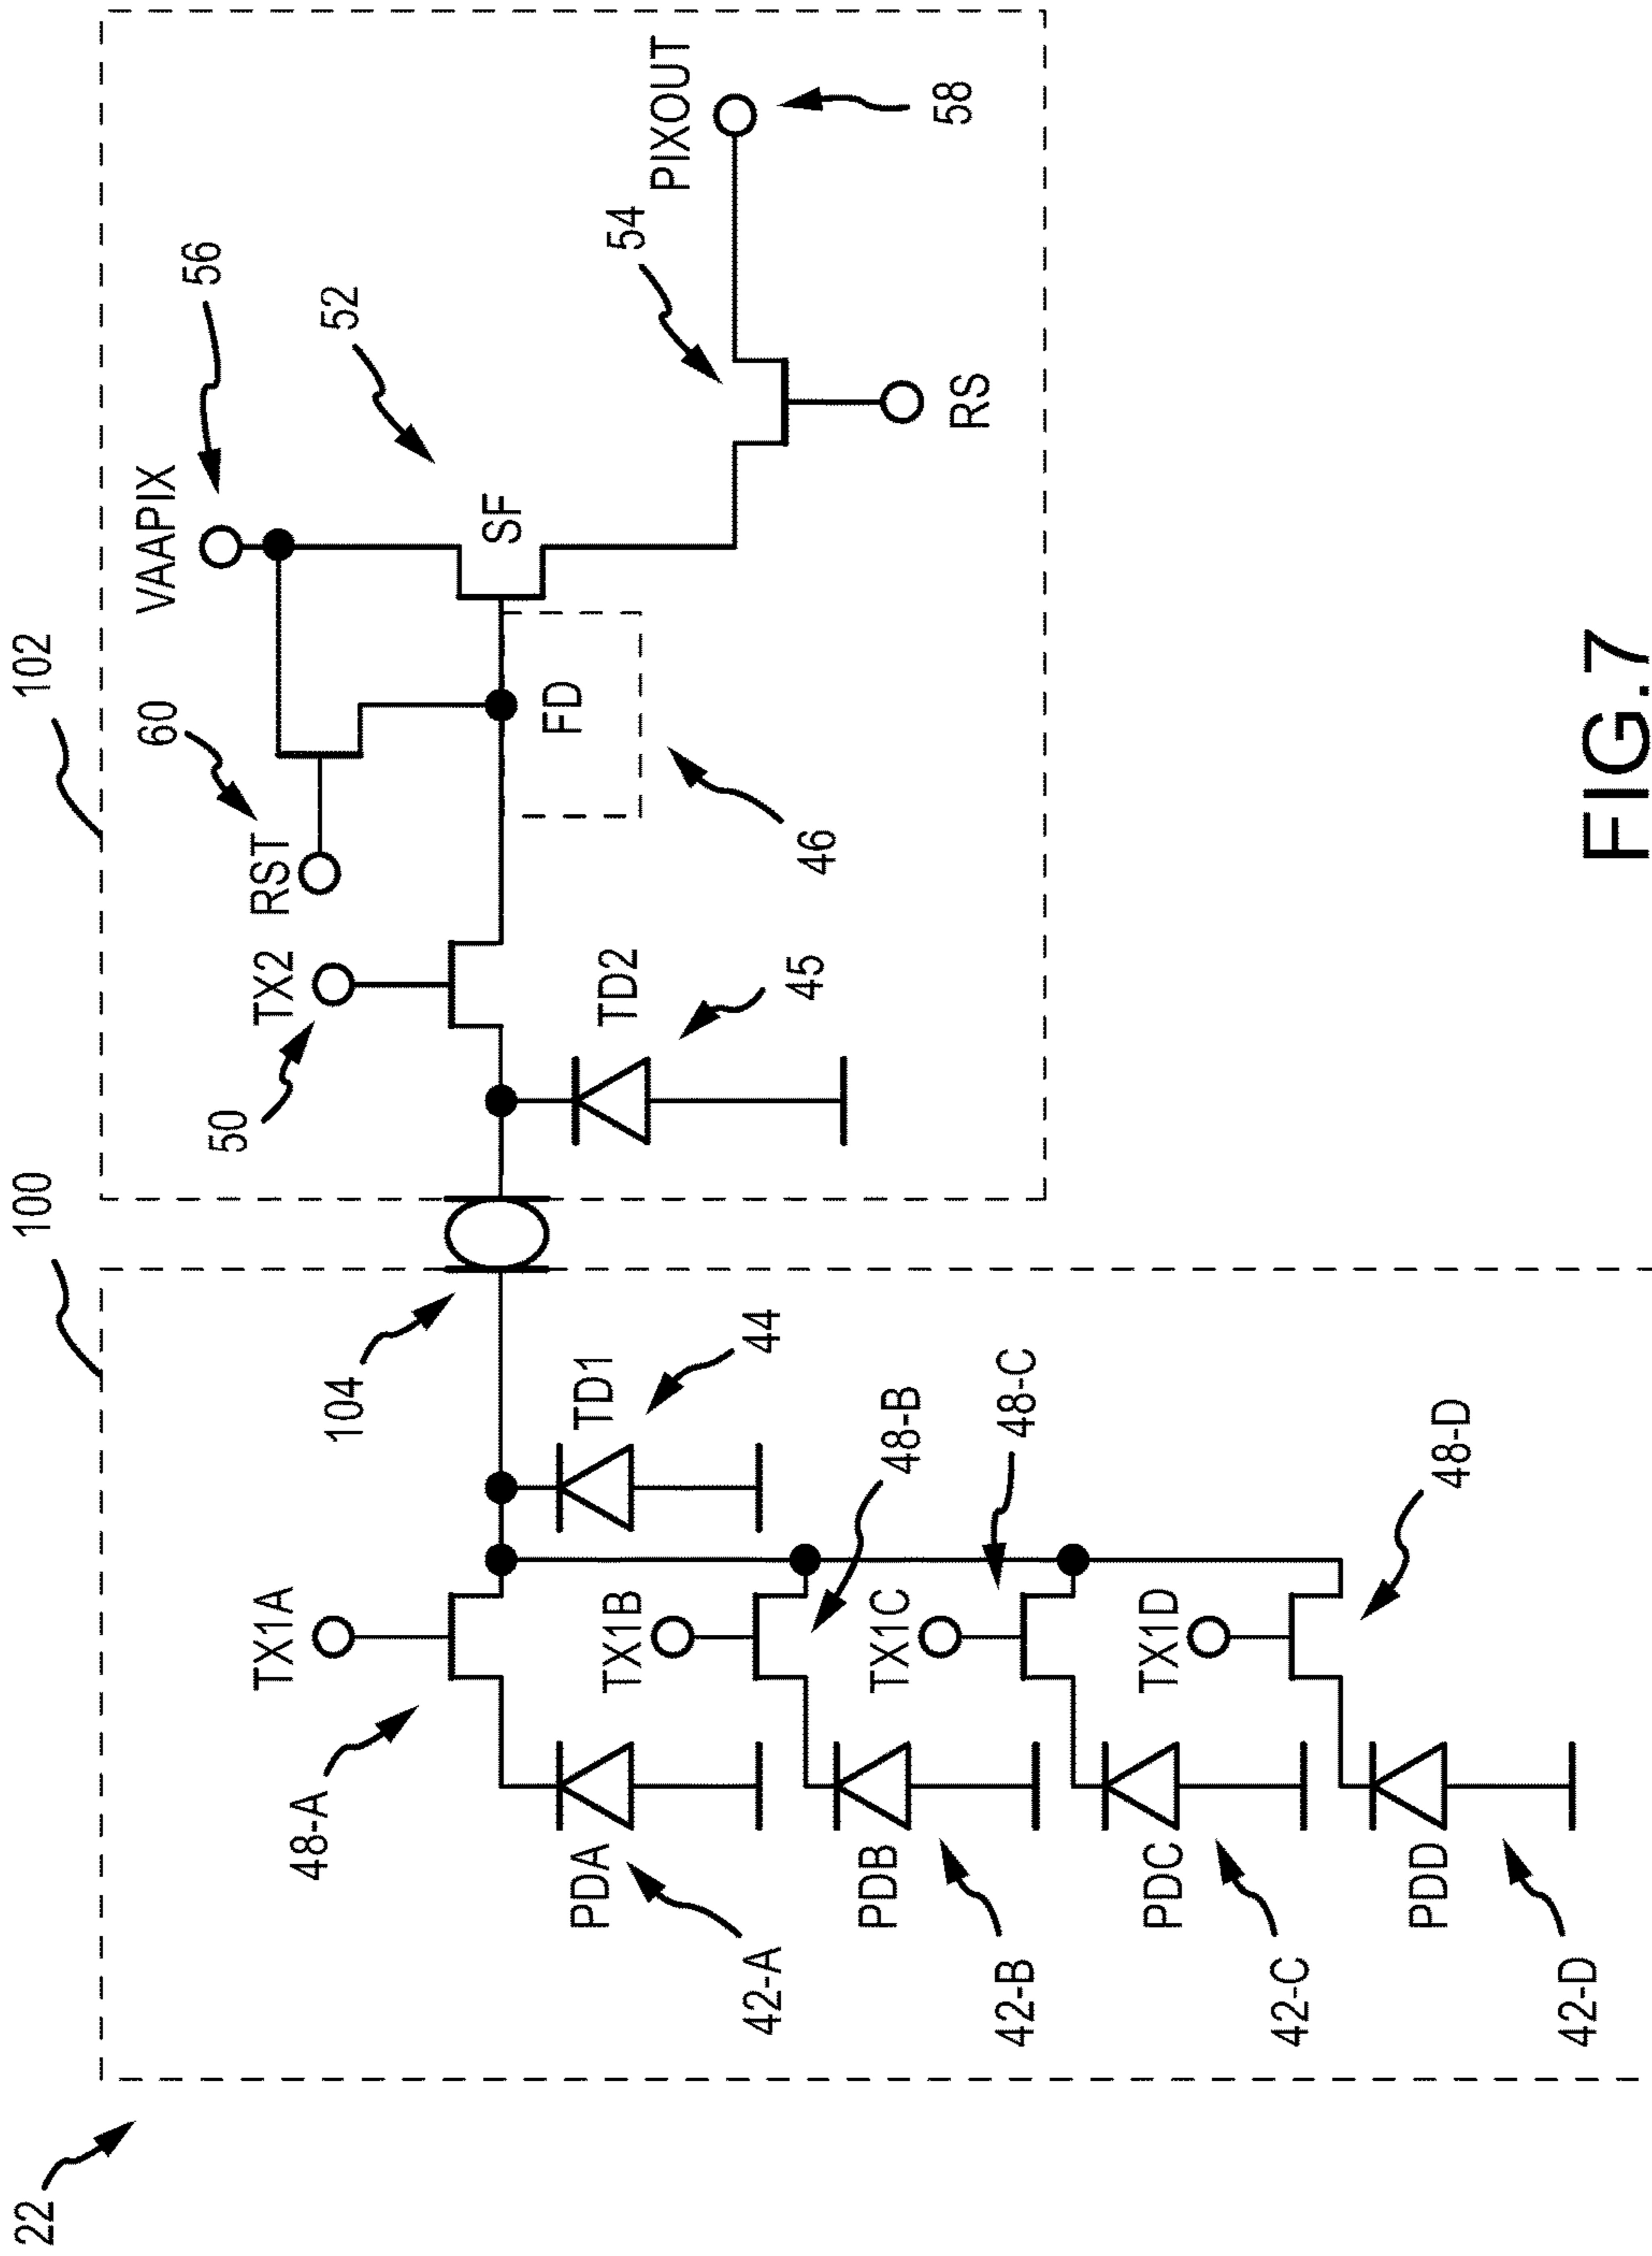 22
100
102
48-A
TX1A
104
50
TX2
RST
60
VAAPIX
56
52
SF
FD
46
TD1
44
TD2
45
54
RS
PIXOUT
58
PDA
42-A
TX1B
48-B
PDB
42-B
TX1C
48-C
PDC
42-C
TX1D
48-D
PDD
42-D
FIG.7